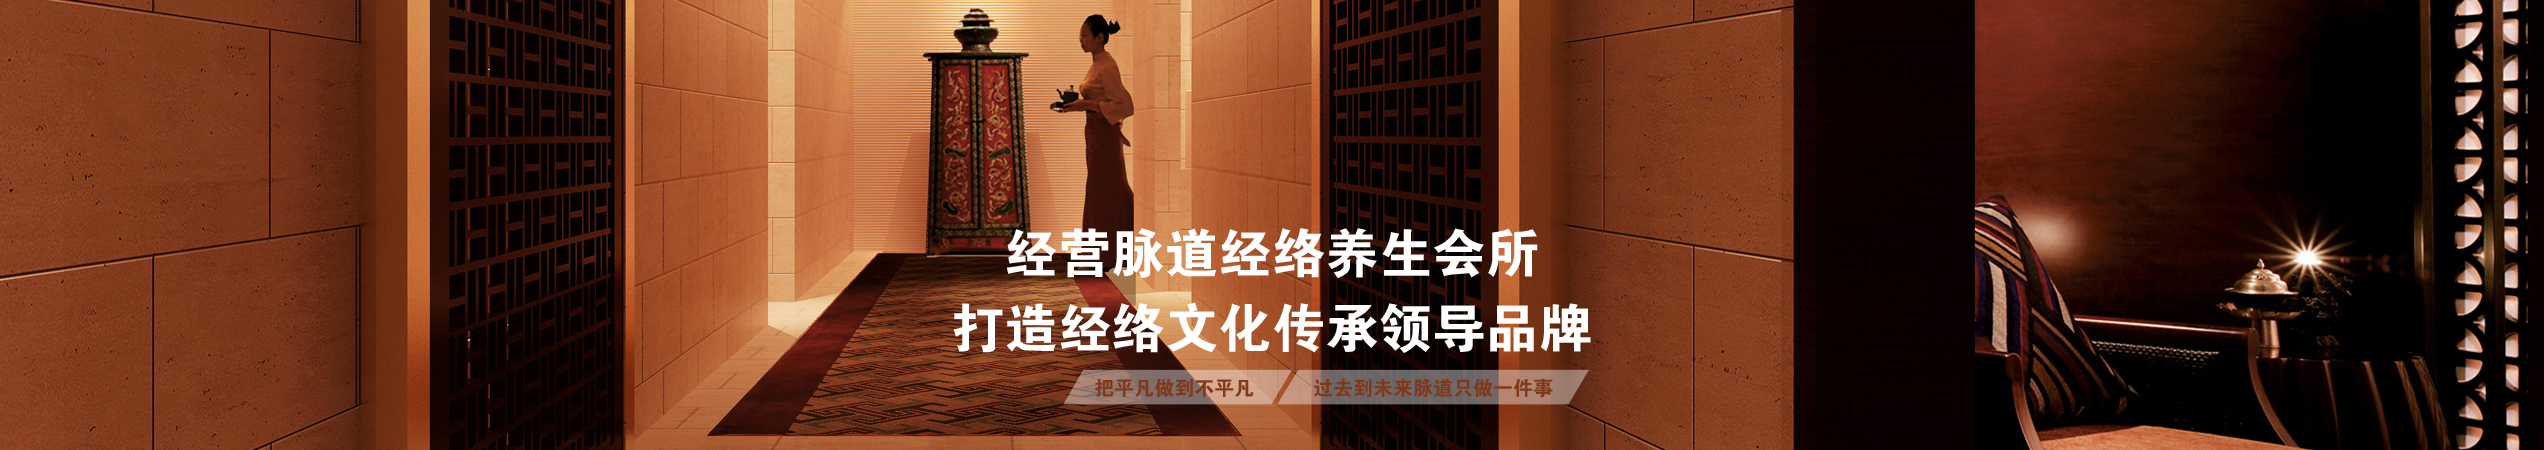 经营脉道经络养生会所
打造经络文化传承领导品牌
把平凡做到不平凡 / 过去到未来脉道只做一件事